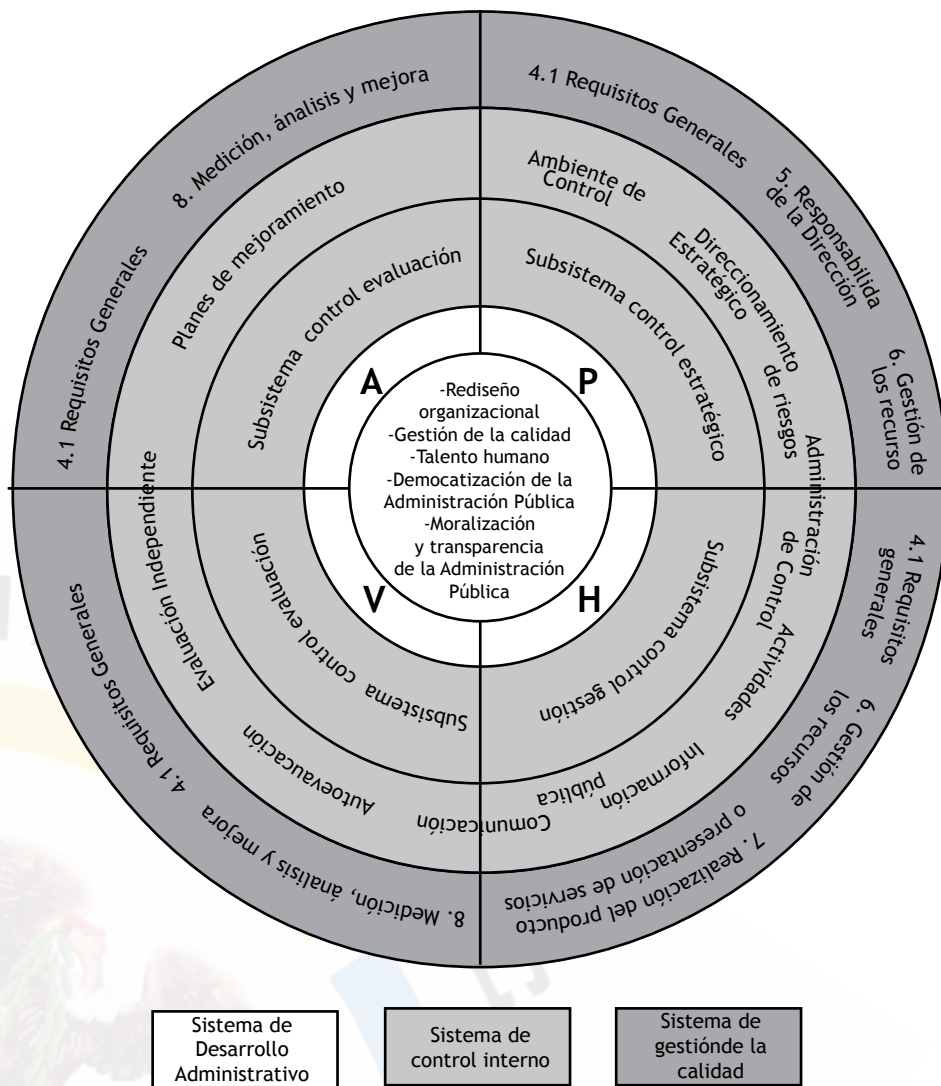 8. Medición, ánalisis y mejora
4.1 Requisitos Generales
4.1 Requisitos Generales
5. Responsabilida
de la Dirección
6. Gestión de
los recurso
Planes de mejoramiento
Ambiente de
Control
Direccionamiento
Estratégico
Administración
de riesgos
Subsistema control evaluación
Subsistema control estratégico
A
P
-Rediseño
organizacional
-Gestión de la calidad
-Talento humano
-Democatización de la
Administración Pública
-Moralización
y transparencia
de la Administración
Pública
V
H
Evaluación Independiente
Subsistema control evaluación
Subsistema control gestión
Actividades
de Control
4.1 Requisitos
generales
4.1 Requisitos Generales
Autoevaucación
Comunicación
pública
Información
6. Gestión de
los recursos
8. Medición, ánalisis y mejora
7. Realización del producto
o presentación de servicios
Sistema de
Desarrollo
Administrativo
Sistema de
control interno
Sistema de
gestiónde la
calidad